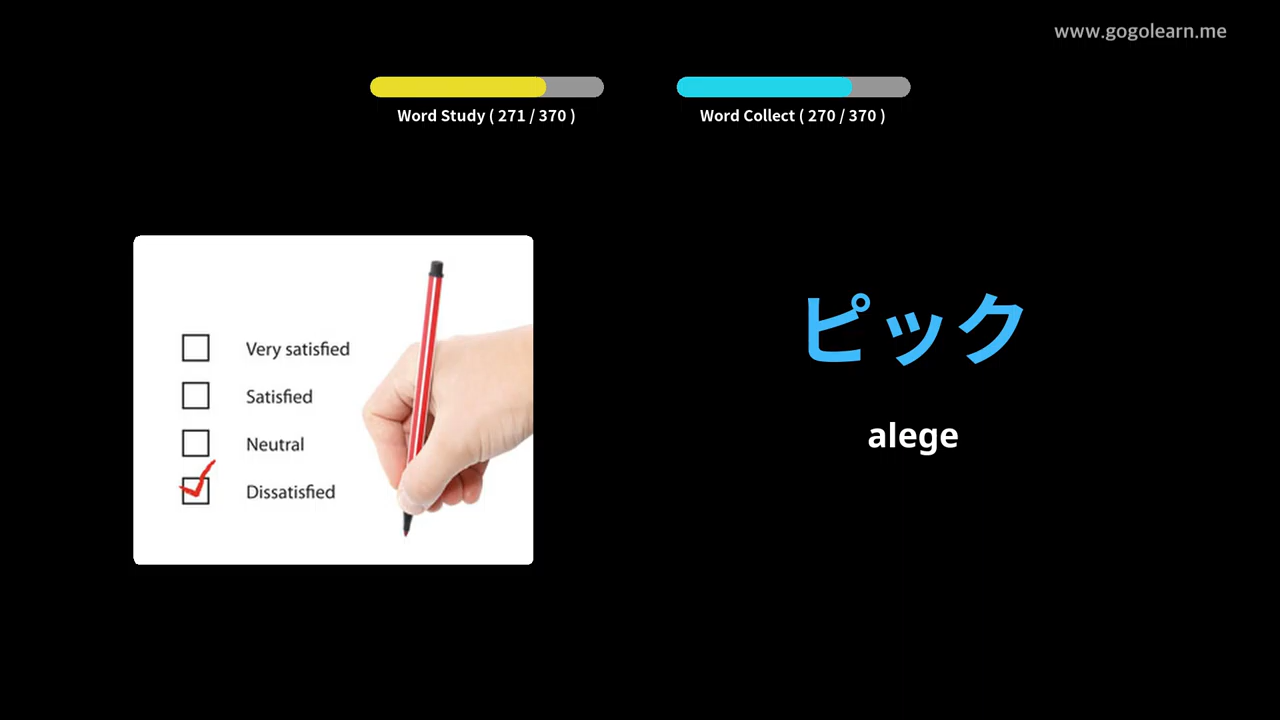 www.gogolearn.me
Word Study ( 271 / 370 )
Word Collect ( 270 / 370 )
Very satisfied
Satisfied
Neutral
Dissatisfied
ピック
alege